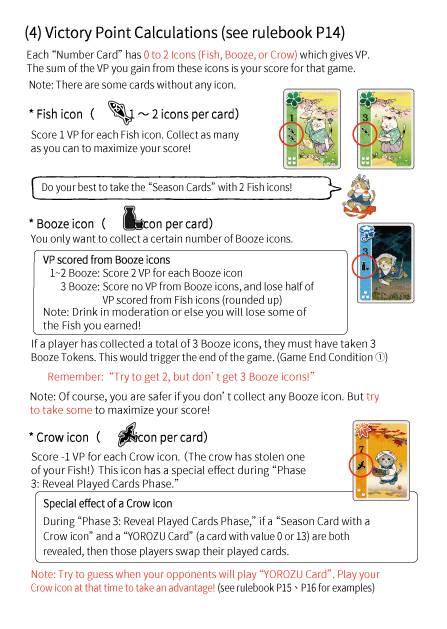 (4) Victory Point Calculations (see rulebook P14)
Each “Number Card” has 0 to 2 Icons (Fish, Booze, or Crow) which gives VP.
The sum of the VP you gain from these icons is your score for that game.
Note: There are some cards without any icon.
* Fish icon ( 1 ～ 2 icons per card)
Score 1 VP for each Fish icon. Collect as many
as you can to maximize your score!
1
3
Do your best to take the “Season Cards” with 2 Fish icons!
* Booze icon ( icon per card)
You only want to collect a certain number of Booze icons.
3
VP scored from Booze icons
1~2 Booze: Score 2 VP for each Booze icon
3 Booze: Score no VP from Booze icons, and lose half of
VP scored from Fish icons (rounded up)
Note: Drink in moderation or else you will lose some of
the Fish you earned!
If a player has collected a total of 3 Booze icons, they must have taken 3
Booze Tokens. This would trigger the end of the game. (Game End Condition ①)
Remember: “Try to get 2, but don’t get 3 Booze icons!”
Note: Of course, you are safer if you don’t collect any Booze icon. But try
to take some to maximize your score!
* Crow icon ( icon per card)
Score -1 VP for each Crow icon. (The crow has stolen one
of your Fish!) This icon has a special effect during “Phase
3: Reveal Played Cards Phase.”
7
Special effect of a Crow icon
During “Phase 3: Reveal Played Cards Phase,” if a “Season Card with a
Crow icon” and a “YOROZU Card” (a card with value 0 or 13) are both
revealed, then those players swap their played cards.
Note: Try to guess when your opponents will play “YOROZU Card”. Play your
Crow icon at that time to take an advantage! (see rulebook P15、P16 for examples)